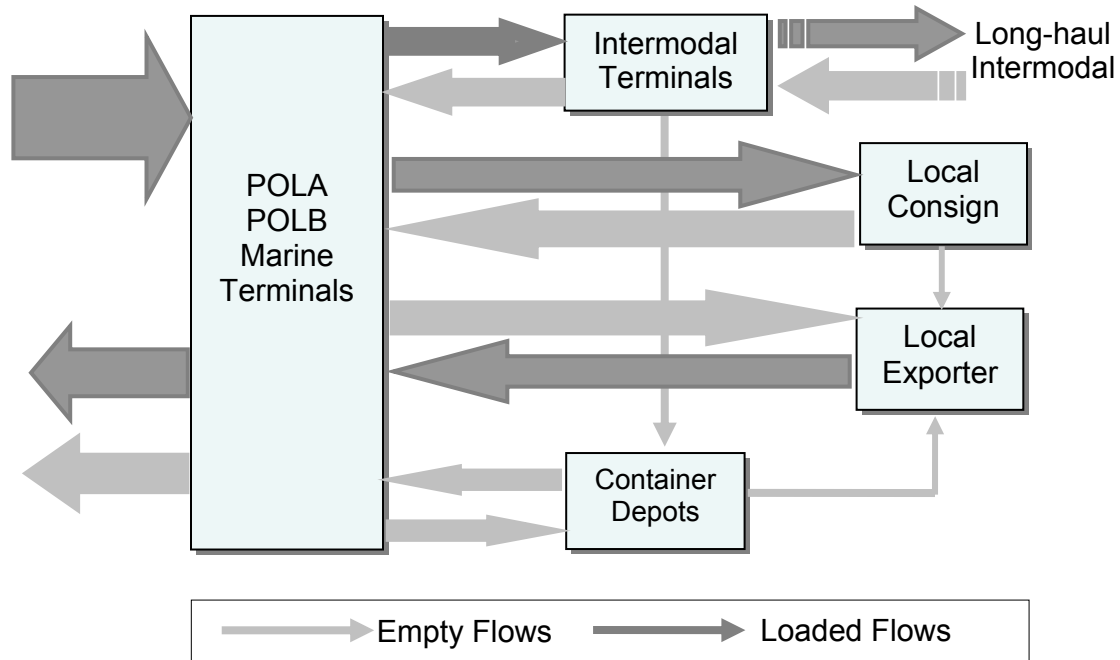 Intermodal
Terminals
Long-haul
Intermodal
POLA
POLB
Marine
Terminals
Local
Consign
Local
Exporter
Container
Depots
Empty Flows
Loaded Flows